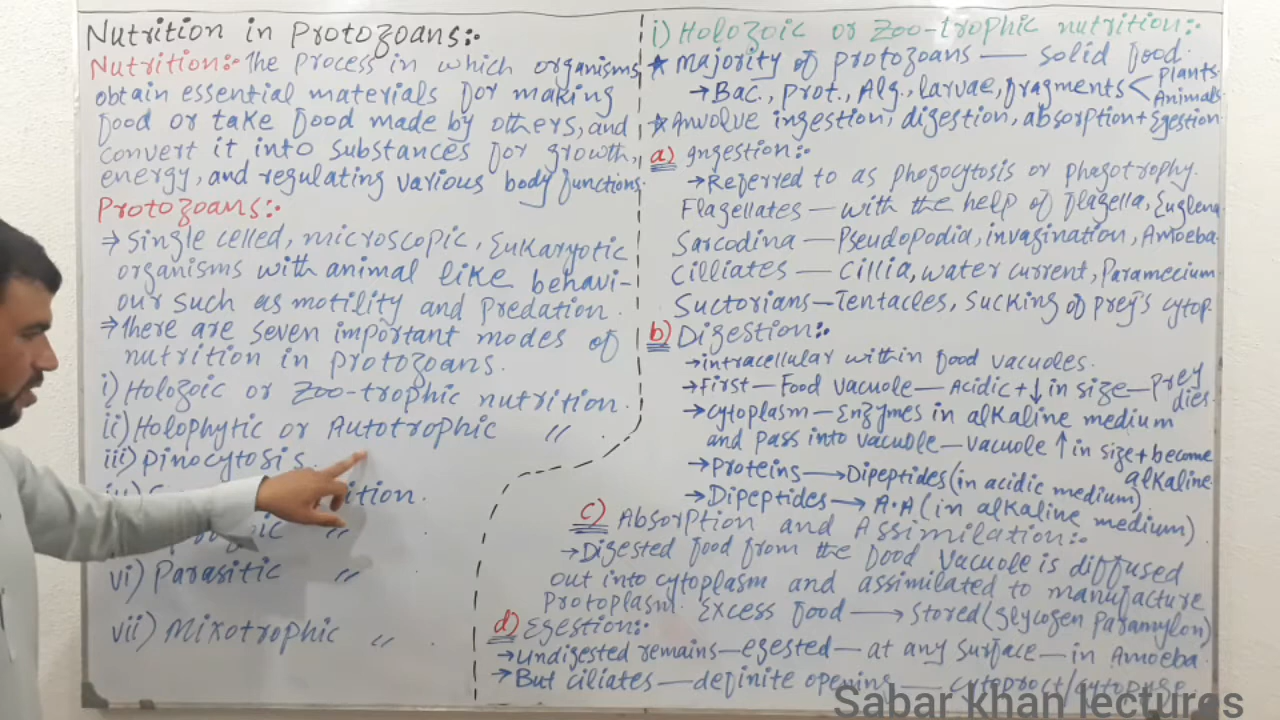 Nutrition in Protozoans:-
Nutrition:- The process in which organisms
obtain essential materials for making
food or take food made by others, and
convert it into substances for growth,
energy, and regulating various body functions.
Protozoans:-
⇒ Single celled, microscopic, Eukaryotic
organisms with animal like behavi-
our such as motility and predation.
⇒ There are seven important modes of
nutrition in protozoans.
i) Holozoic or Zoo-trophic nutrition.
ii) Holophytic or Autotrophic // .
iii) Pinocytosis.
ition.
ic //
vi) Parasitic // .
vii) Mixotrophic // .
i) Holozoic or Zoo-trophic nutrition:-
★ Majority of protozoans — solid food.
→ Bac., prot., Alg., larvae, fragments < plants. Animals
★ Anvolve ingestion, digestion, absorption + Egestion.
a) Ingestion:-
→ Referred to as phogocytosis or phagotrophy.
Flagellates — with the help of flagella, Euglena
Sarcodina — Pseudopodia, invagination, Amoeba.
Cilliates — Cillia, water current, Paramecium
Suctorians — Tentacles, Sucking of prey's cytop.
b) Digestion:-
→ intracellular within food vacuoles.
→ First — Food vacuole — Acidic + ↓ in size — Prey dies.
→ Cytoplasm — Enzymes in alkaline medium
and pass into vacuole — vacuole ↑ in size + become alkaline.
→ Proteins → Dipeptides (in acidic medium)
→ Dipeptides → A.A (in alkaline medium)
c) Absorption and Assimilation:-
→ Digested food from the food vacuole is diffused
out into cytoplasm and assimilated to manufacture
protoplasm. Excess food → stored (glycogen paramylon)
d) Egestion:-
→ Undigested remains — egested — at any surface — in Amoeba.
→ But ciliates — definite opening — cytoproct/cytopyge
Sabar khan lectures